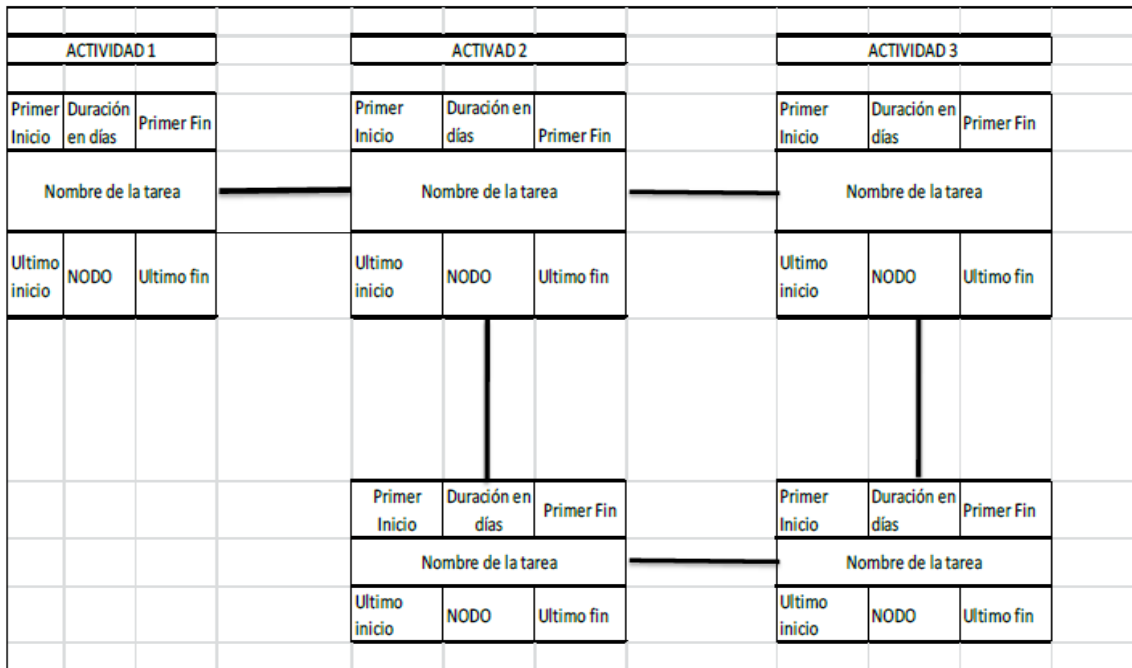 ACTIVIDAD 1
ACTIVAD 2
ACTIVIDAD 3
Primer
Inicio
Duración
en días
Primer Fin
Primer
Inicio
Duración en
días
Primer Fin
Primer
Inicio
Duración en
días
Primer Fin
Nombre de la tarea
Nombre de la tarea
Nombre de la tarea
Ultimo
inicio
NODO
Ultimo fin
Ultimo
inicio
NODO
Ultimo fin
Ultimo
inicio
NODO
Ultimo fin
Primer
Inicio
Duración en
días
Primer Fin
Primer
Inicio
Duración en
días
Primer Fin
Nombre de la tarea
Nombre de la tarea
Ultimo
inicio
NODO
Ultimo fin
Ultimo
inicio
NODO
Ultimo fin